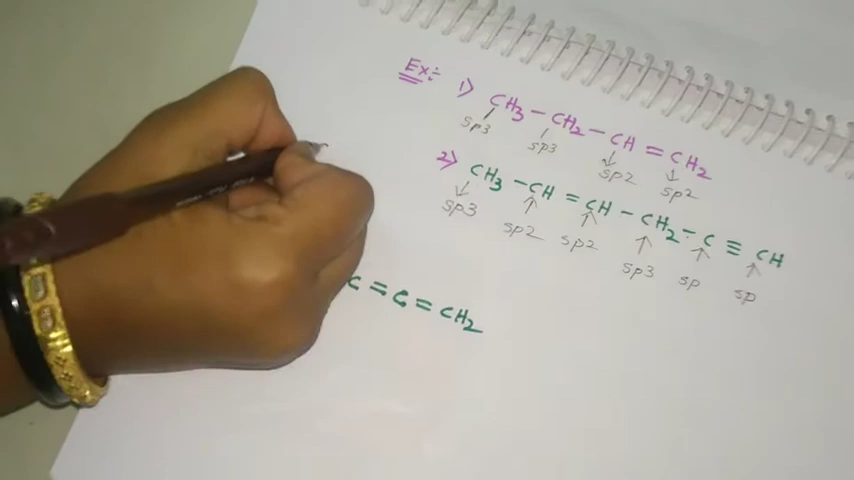 Ex:- 1) CH3 - CH2 - CH = CH2
sp3 sp3 sp2 sp2
2) CH3 - CH = CH - CH2 - C ≡ CH
sp3 sp2 sp2 sp3 sp sp
C = C = CH2